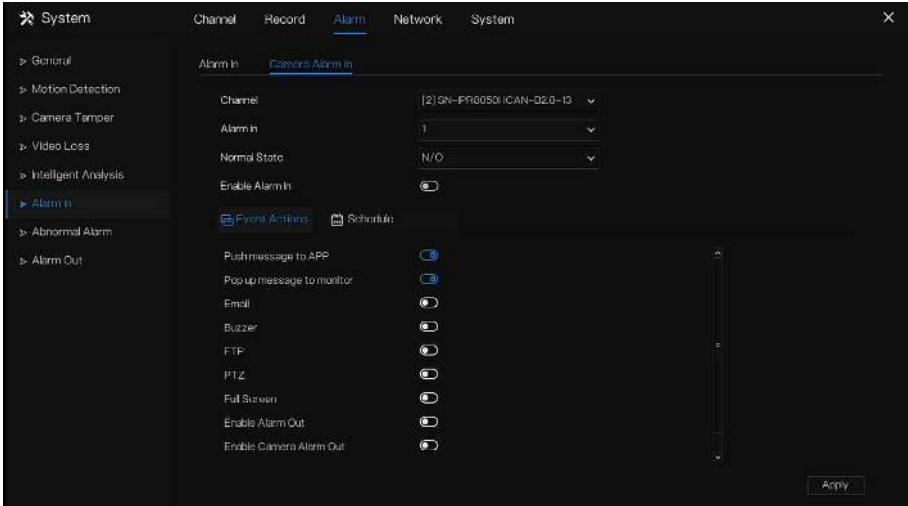 System
Channel Record Alarm Network System
General
Motion Detection
Camera Tamper
Video Loss
Intelligent Analysis
Alarm In
Abnormal Alarm
Alarm Out
Alarm In Camera Alarm In
Channel
Alarm in 1
Normal State N/O
Enable Alarm In
Event Actions Schedule
Push message to APP
Pop up message to monitor
Email
Buzzer
FTP
PTZ
Full Screen
Enable Alarm Out
Enable Camera Alarm Out
Apply